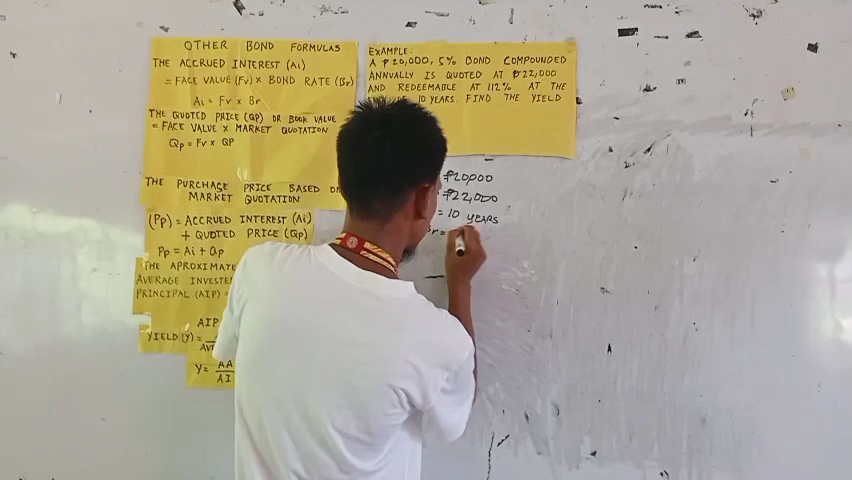 OTHER BOND FORMULAS
THE ACCRUED INTEREST (Ai)
= FACE VALUE (Fv) × BOND RATE (Br)
Ai = Fv × Br
THE QUOTED PRICE (QP) OR BOOK VALUE
= FACE VALUE × MARKET QUOTATION
Qp = Fv × QP
THE PURCHASE PRICE BASED ON
MARKET QUOTATION
(Pp) = ACCRUED INTEREST (Ai)
+ QUOTED PRICE (Qp)
Pp = Ai + Qp
THE APROXIMATE
AVERAGE INVESTE
PRINCIPAL (AIP) =
AIP
YIELD (Y) =
Y = AA
AI
EXAMPLE:
A ₱20,000, 5% BOND COMPOUNDED
ANNUALLY IS QUOTED AT ₱22,000
AND REDEEMABLE AT 112% AT THE
10 YEARS. FIND THE YIELD
₱20,000
= ₱22,000
= 10 YEARS
Br =